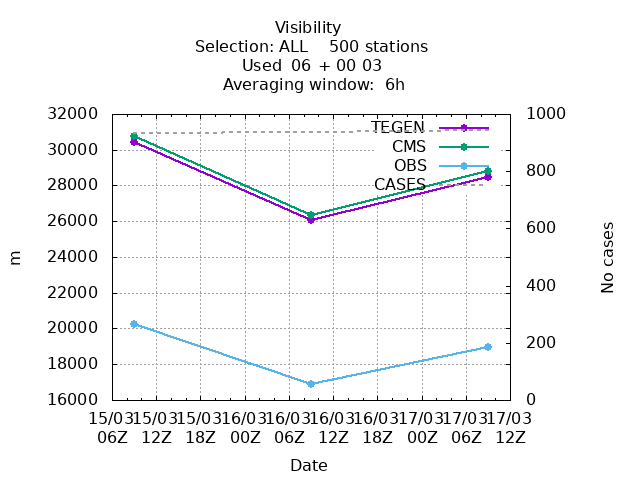 Visibility
Selection: ALL    500 stations
Used  06 + 00 03
Averaging window:  6h
32000
30000
28000
26000
24000
22000
20000
18000
16000
1000
800
600
400
200
0
TEGEN
CMS
OBS
CASES
m
No cases
15/03 15/03 15/03 16/03 16/03 16/03 16/03 17/03 17/03 17/03
06Z 12Z 18Z 00Z 06Z 12Z 18Z 00Z 06Z 12Z
Date